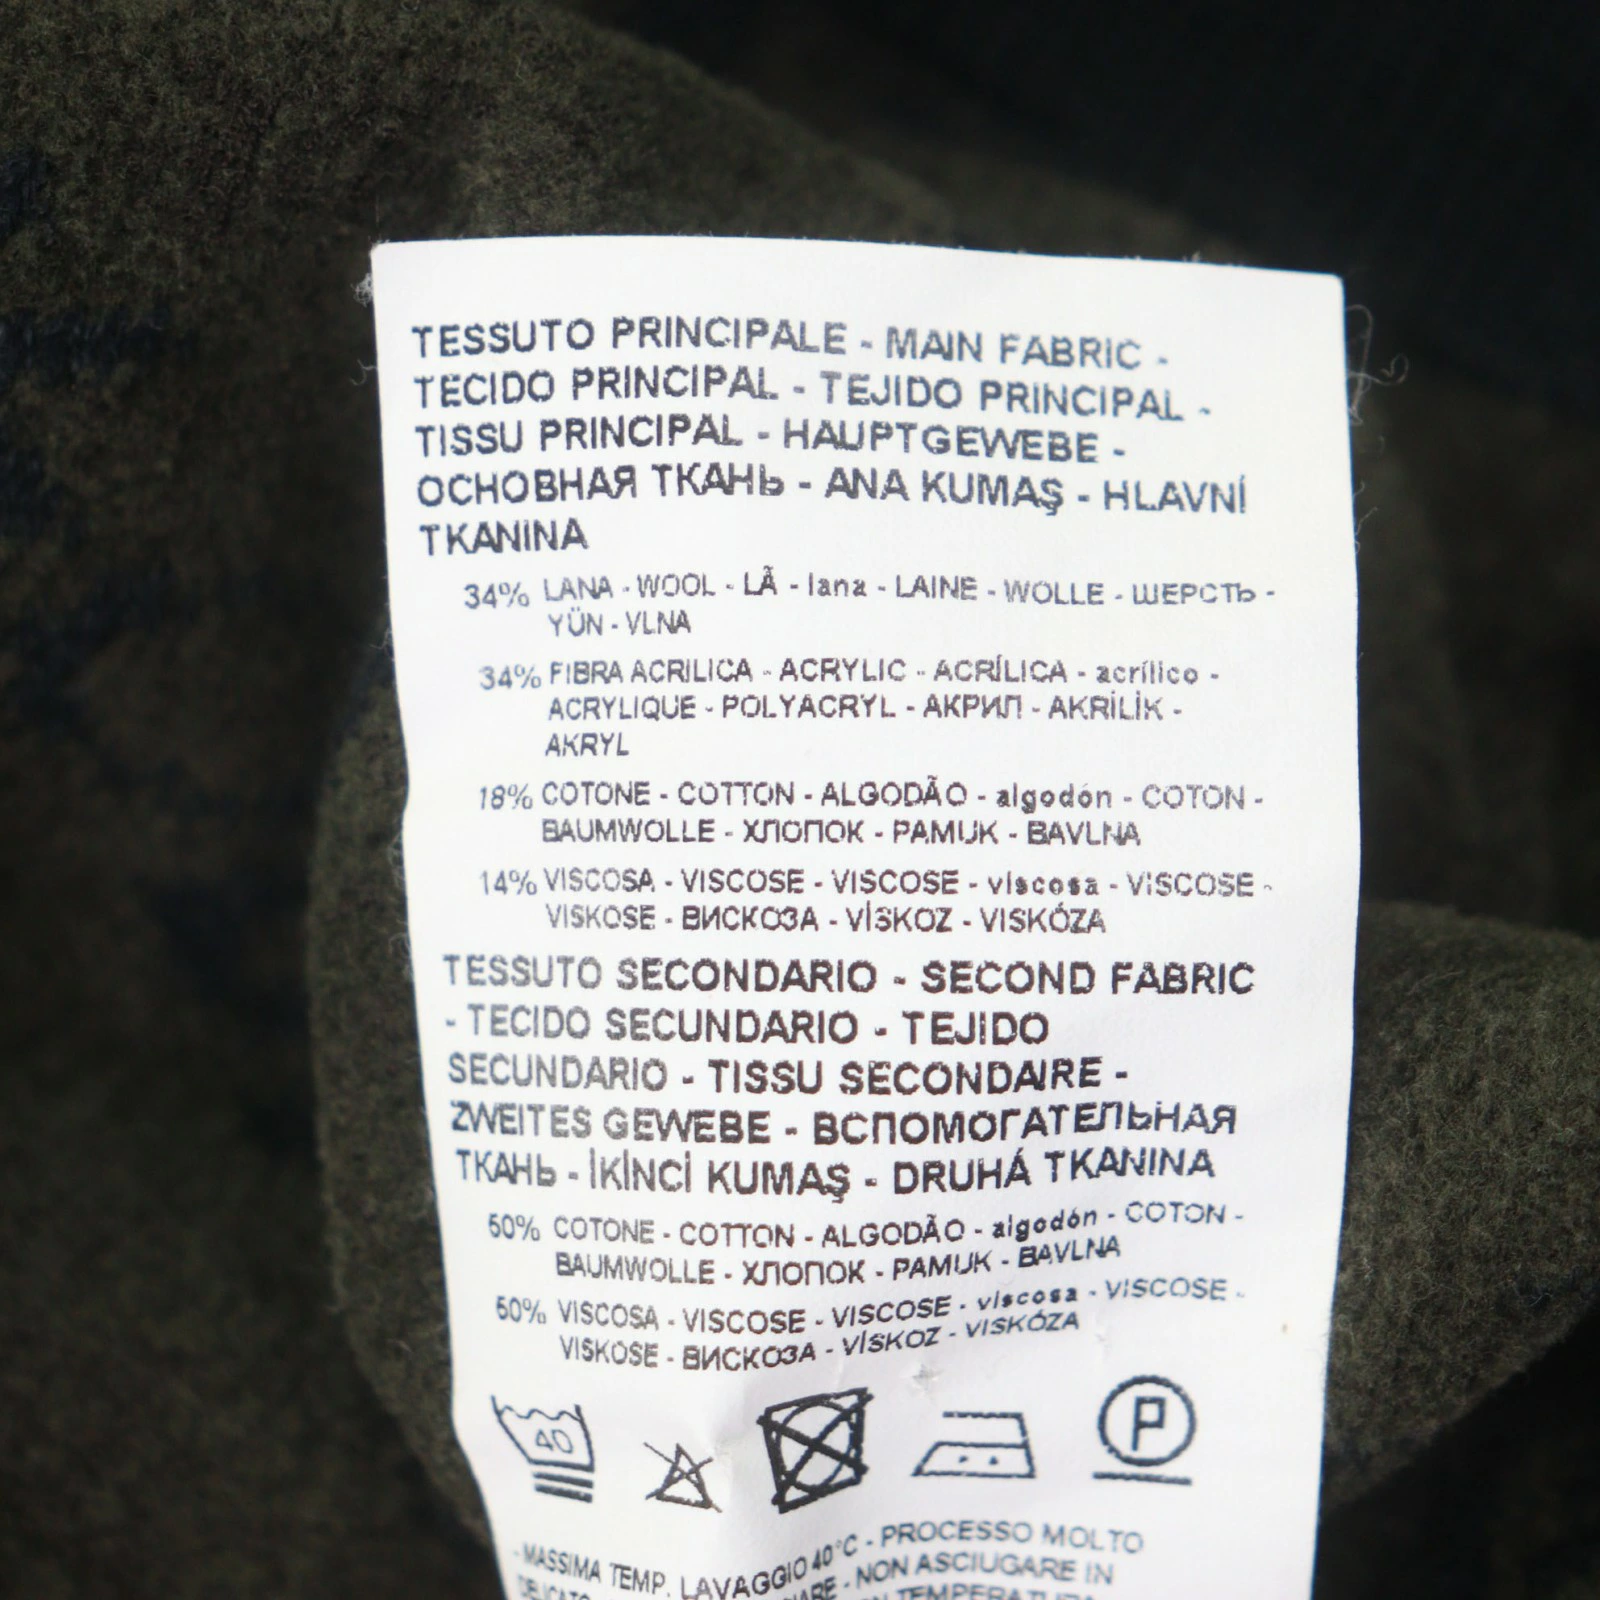 TESSUTO PRINCIPALE - MAIN FABRIC -
TECIDO PRINCIPAL - TEJIDO PRINCIPAL -
TISSU PRINCIPAL - HAUPTGEWEBE -
ОСНОВНАЯ ТКАНЬ - ANA KUMAŞ - HLAVNÍ
TKANINA
34% LANA - WOOL - LÃ - lana - LAINE - WOLLE - ШЕРСТЬ -
YÜN - VLNA
34% FIBRA ACRILICA - ACRYLIC - ACRÍLICA - acrílico -
ACRYLIQUE - POLYACRYL - АКРИЛ - AKRİLİK -
AKRYL
18% COTONE - COTTON - ALGODÃO - algodón - COTON -
BAUMWOLLE - ХЛОПОК - PAMUK - BAVLNA
14% VISCOSA - VISCOSE - VISCOSE - viscosa - VISCOSE -
VISKOSE - ВИСКОЗА - VİSKOZ - VISKÓZA
TESSUTO SECONDARIO - SECOND FABRIC
- TECIDO SECUNDARIO - TEJIDO
SECUNDARIO - TISSU SECONDAIRE -
ZWEITES GEWEBE - ВСПОМОГАТЕЛЬНАЯ
ТКАНЬ - İKİNCİ KUMAŞ - DRUHÁ TKANINA
50% COTONE - COTTON - ALGODÃO - algodón - COTON -
BAUMWOLLE - ХЛОПОК - PAMUK - BAVLNA
50% VISCOSA - VISCOSE - VISCOSE - viscosa - VISCOSE -
VISKOSE - ВИСКОЗА - VİSKOZ - VISKÓZA
40
P
- MASSIMA TEMP. LAVAGGIO 40°C - PROCESSO MOLTO
DELICATO - NON ASCIUGARE IN